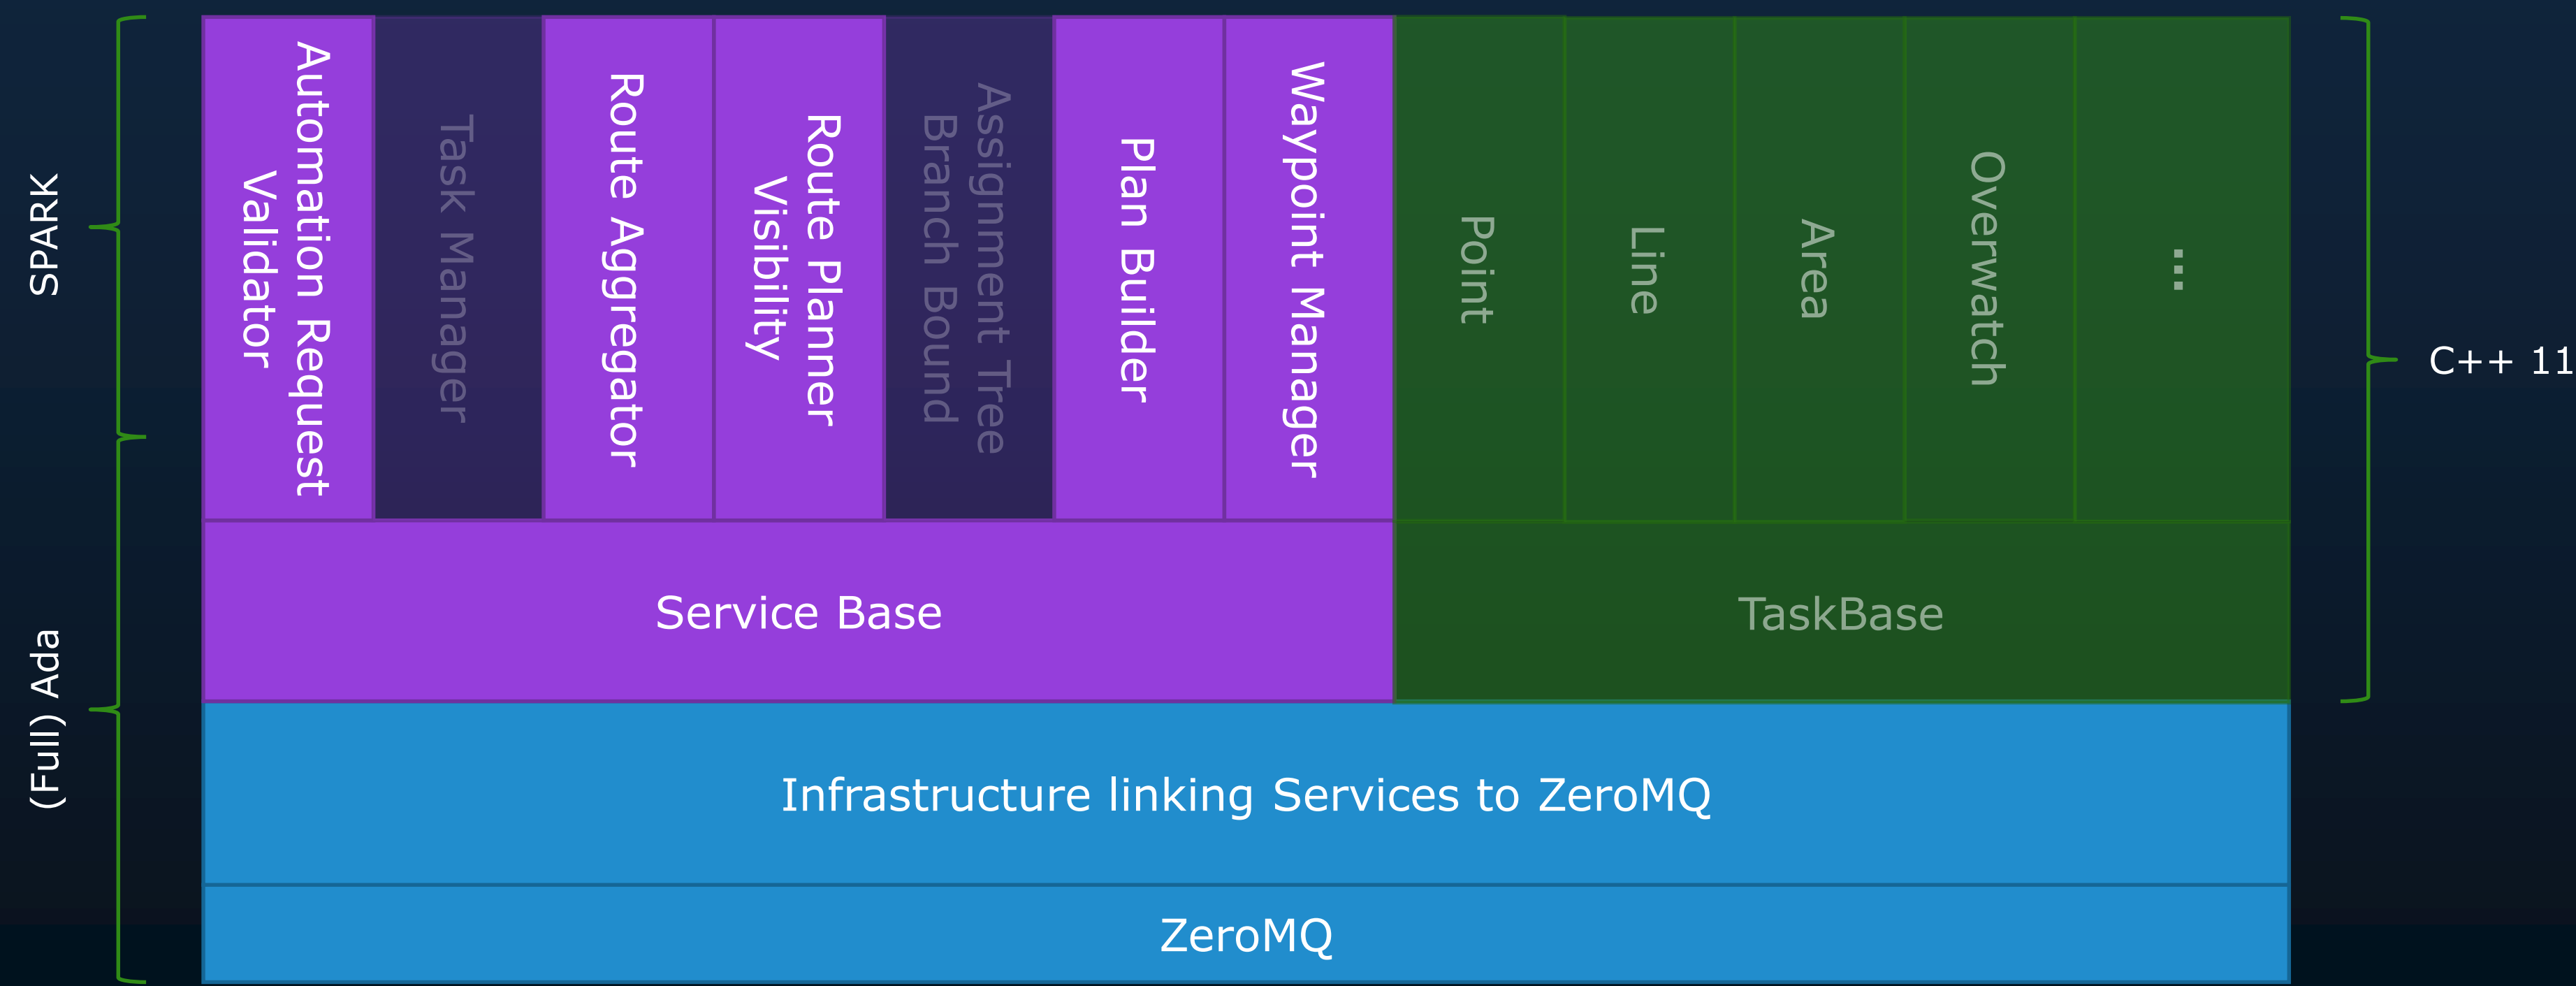 SPARK
(Full) Ada
Automation Request
Validator
Task Manager
Route Aggregator
Route Planner
Visibility
Assignment Tree
Branch Bound
Plan Builder
Waypoint Manager
Point
Line
Area
Overwatch
...
C++ 11
Service Base
TaskBase
Infrastructure linking Services to ZeroMQ
ZeroMQ